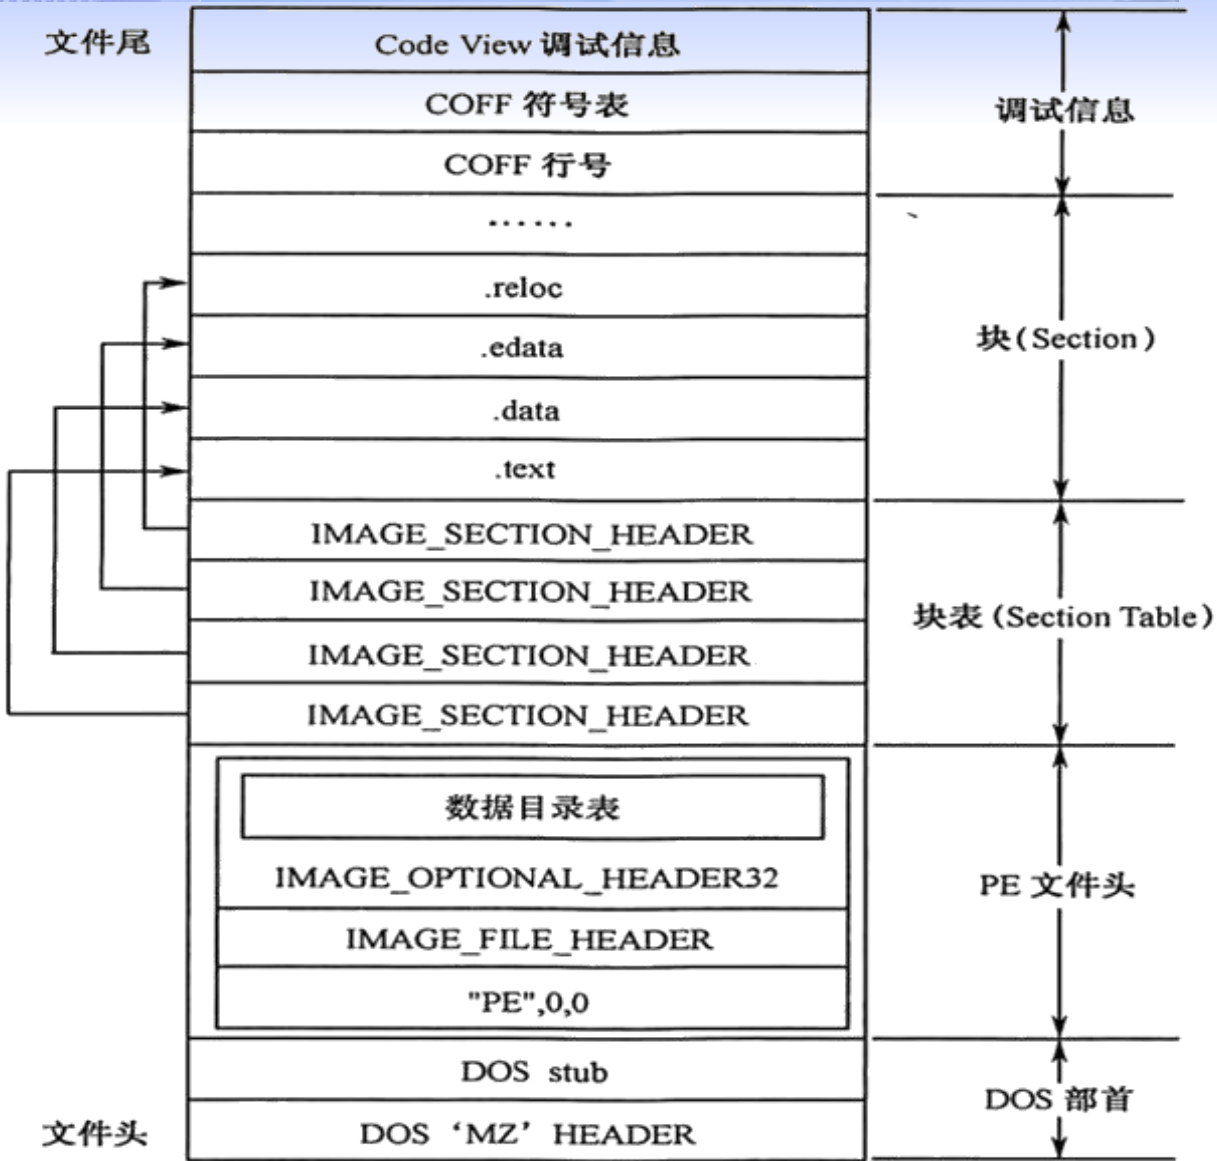 文件尾
Code View 调试信息
COFF 符号表
COFF 行号
调试信息
······
.reloc
.edata
.data
.text
块(Section)
IMAGE_SECTION_HEADER
IMAGE_SECTION_HEADER
IMAGE_SECTION_HEADER
IMAGE_SECTION_HEADER
块表(Section Table)
数据目录表
IMAGE_OPTIONAL_HEADER32
IMAGE_FILE_HEADER
"PE",0,0
PE 文件头
DOS stub
DOS 部首
文件头
DOS ‘MZ’ HEADER